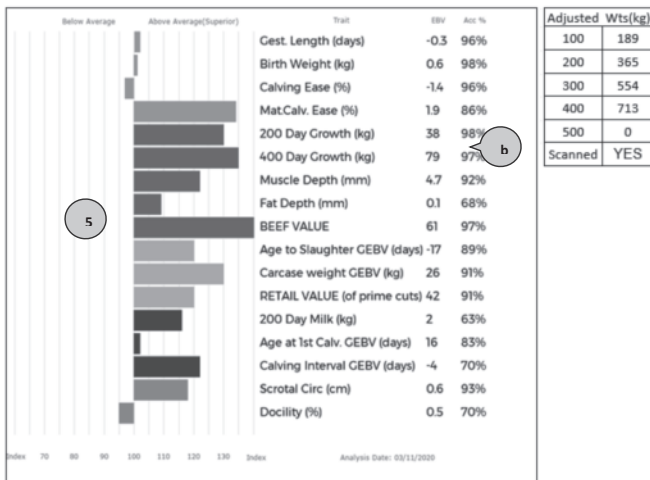 Below Average Above Average(Superior) Trait EBV Acc %
Gest. Length (days) -0.3 96%
Birth Weight (kg) 0.6 98%
Calving Ease (%) -1.4 96%
Mat.Calv. Ease (%) 1.9 86%
200 Day Growth (kg) 38 98%
400 Day Growth (kg) 79 97%
b
Muscle Depth (mm) 4.7 92%
Fat Depth (mm) 0.1 68%
5
BEEF VALUE 61 97%
Age to Slaughter GEBV (days) -17 89%
Carcase weight GEBV (kg) 26 91%
RETAIL VALUE (of prime cuts) 42 91%
200 Day Milk (kg) 2 63%
Age at 1st Calv. GEBV (days) 16 83%
Calving Interval GEBV (days) -4 70%
Scrotal Circ (cm) 0.6 93%
Docility (%) 0.5 70%
Index 70 80 90 100 110 120 130 Index Analysis Date: 03/11/2020
Adjusted Wts(kg)
100 189
200 365
300 554
400 713
500 0
Scanned YES